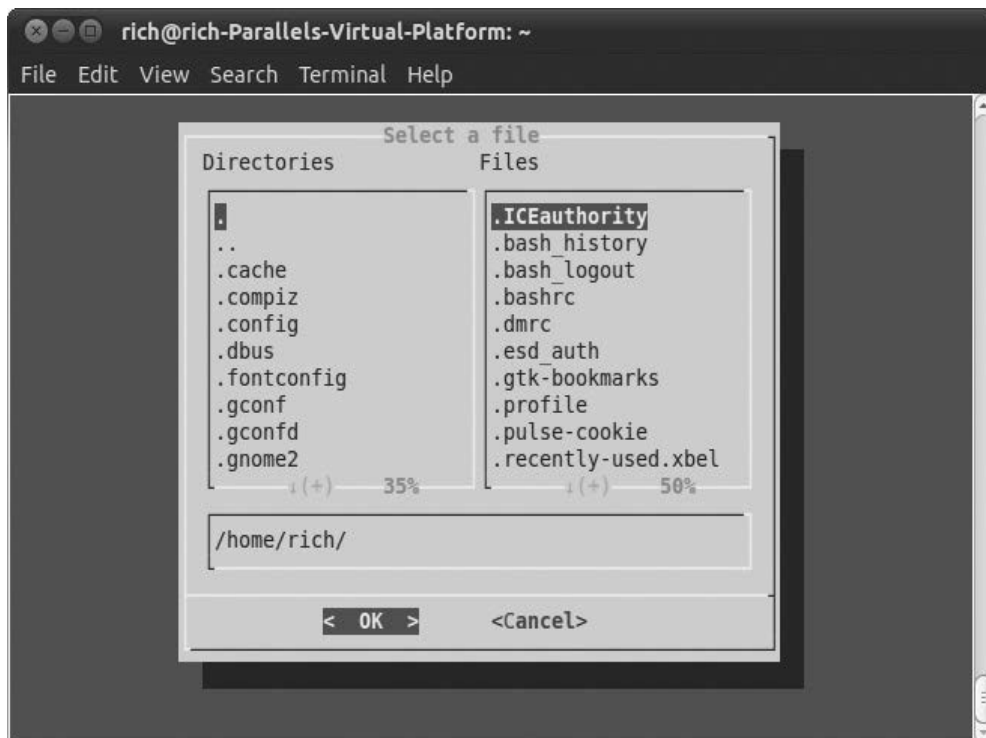 rich@rich-Parallels-Virtual-Platform: ~
File Edit View Search Terminal Help
Select a file
Directories Files
. .ICEauthority
.. .bash_history
.cache .bash_logout
.compiz .bashrc
.config .dmrc
.dbus .esd_auth
.fontconfig .gtk-bookmarks
.gconf .profile
.gconfd .pulse-cookie
.gnome2 .recently-used.xbel
↓(+) 35% ↓(+) 50%
/home/rich/
< OK > <Cancel>